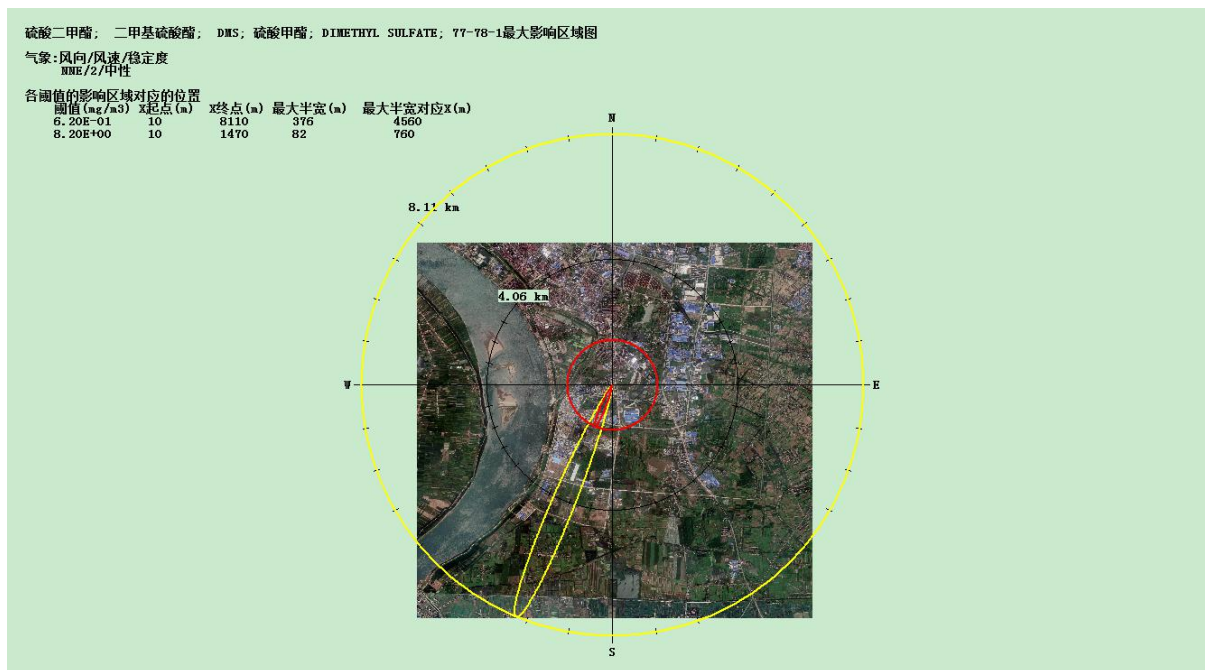 硫酸二甲酯; 二甲基硫酸酯; DMS; 硫酸甲酯; DIMETHYL SULFATE; 77-78-1最大影响区域图
气象:风向/风速/稳定度
NNE/2/中性
各阈值的影响区域对应的位置
阈值(mg/m3) X起点(m) X终点(m) 最大半宽(m) 最大半宽对应X(m)
6.20E-01 10 8110 376 4560
8.20E+00 10 1470 82 760
N
8.11 km
4.06 km
W
E
S